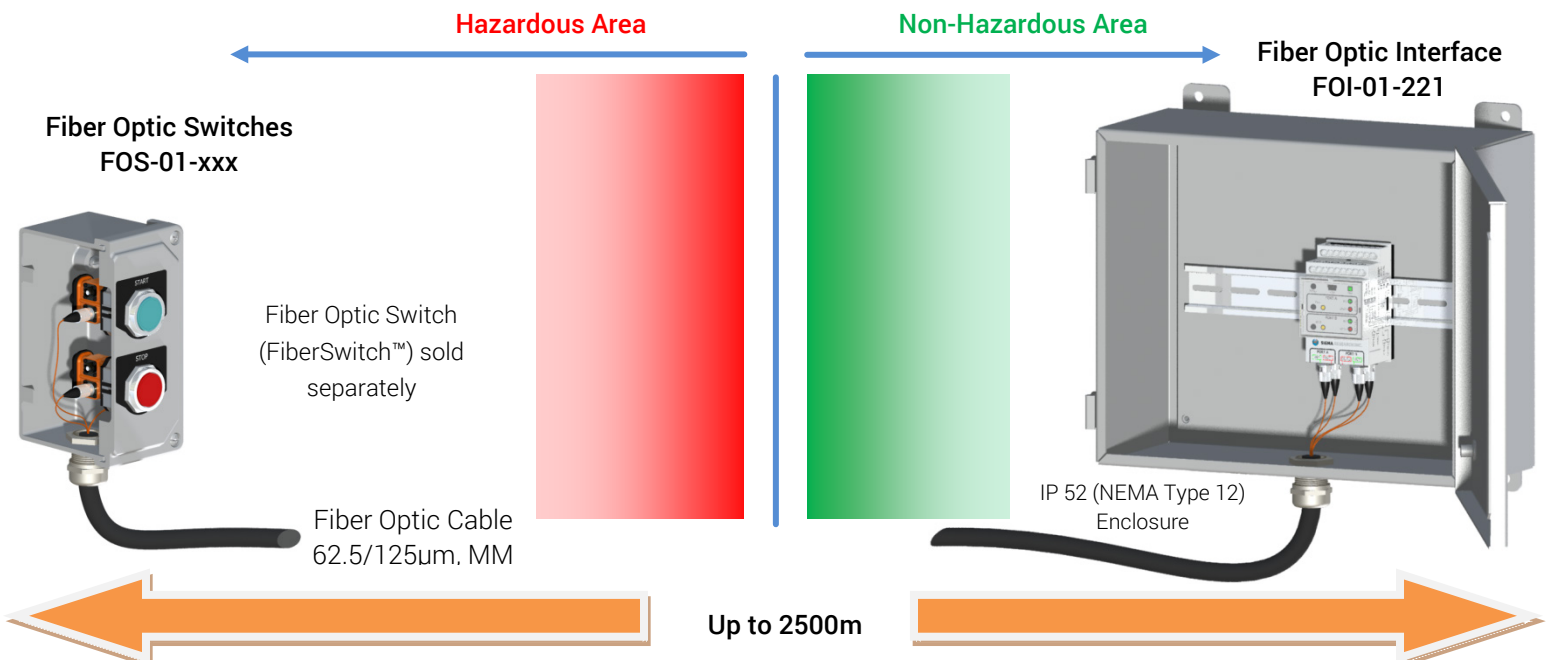 Hazardous Area
Non-Hazardous Area
Fiber Optic Interface
FOI-01-221
Fiber Optic Switches
FOS-01-xxx
START
STOP
Fiber Optic Switch
(FiberSwitch™) sold
separately
IP 52 (NEMA Type 12)
Enclosure
Fiber Optic Cable
62.5/125µm, MM
Up to 2500m